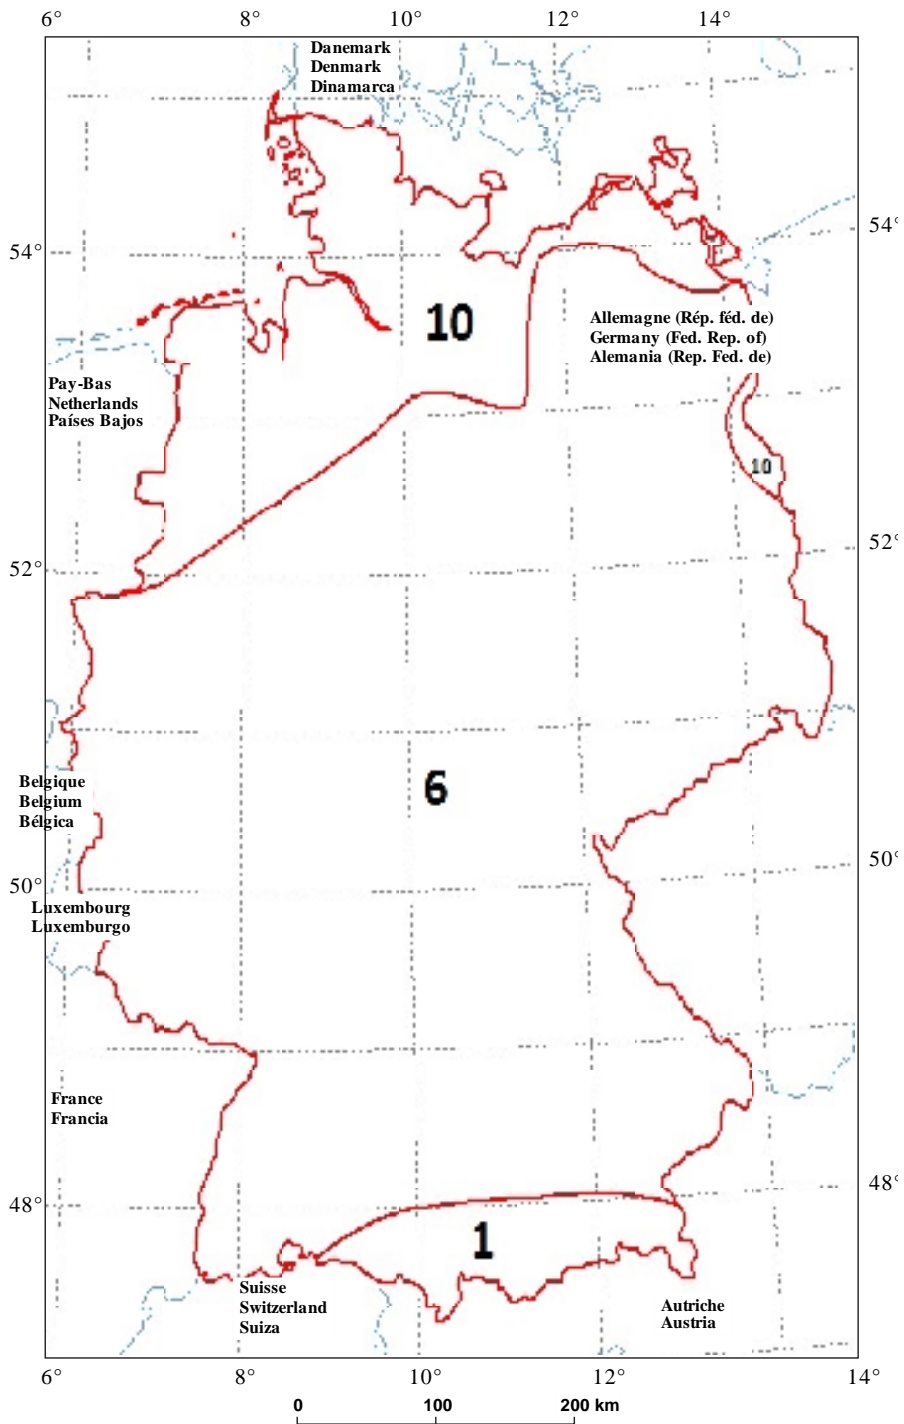 6° 8° 10° 12° 14°
Danemark
Denmark
Dinamarca
54° 54°
10
Allemagne (Rép. féd. de)
Germany (Fed. Rep. of)
Alemania (Rep. Fed. de)
Pay-Bas
Netherlands
Países Bajos
10
52° 52°
6
Belgique
Belgium
Bélgica
50° 50°
Luxembourg
Luxemburgo
France
Francia
48° 48°
1
Suisse
Switzerland
Suiza
Autriche
Austria
6° 8° 10° 12° 14°
0 100 200 km